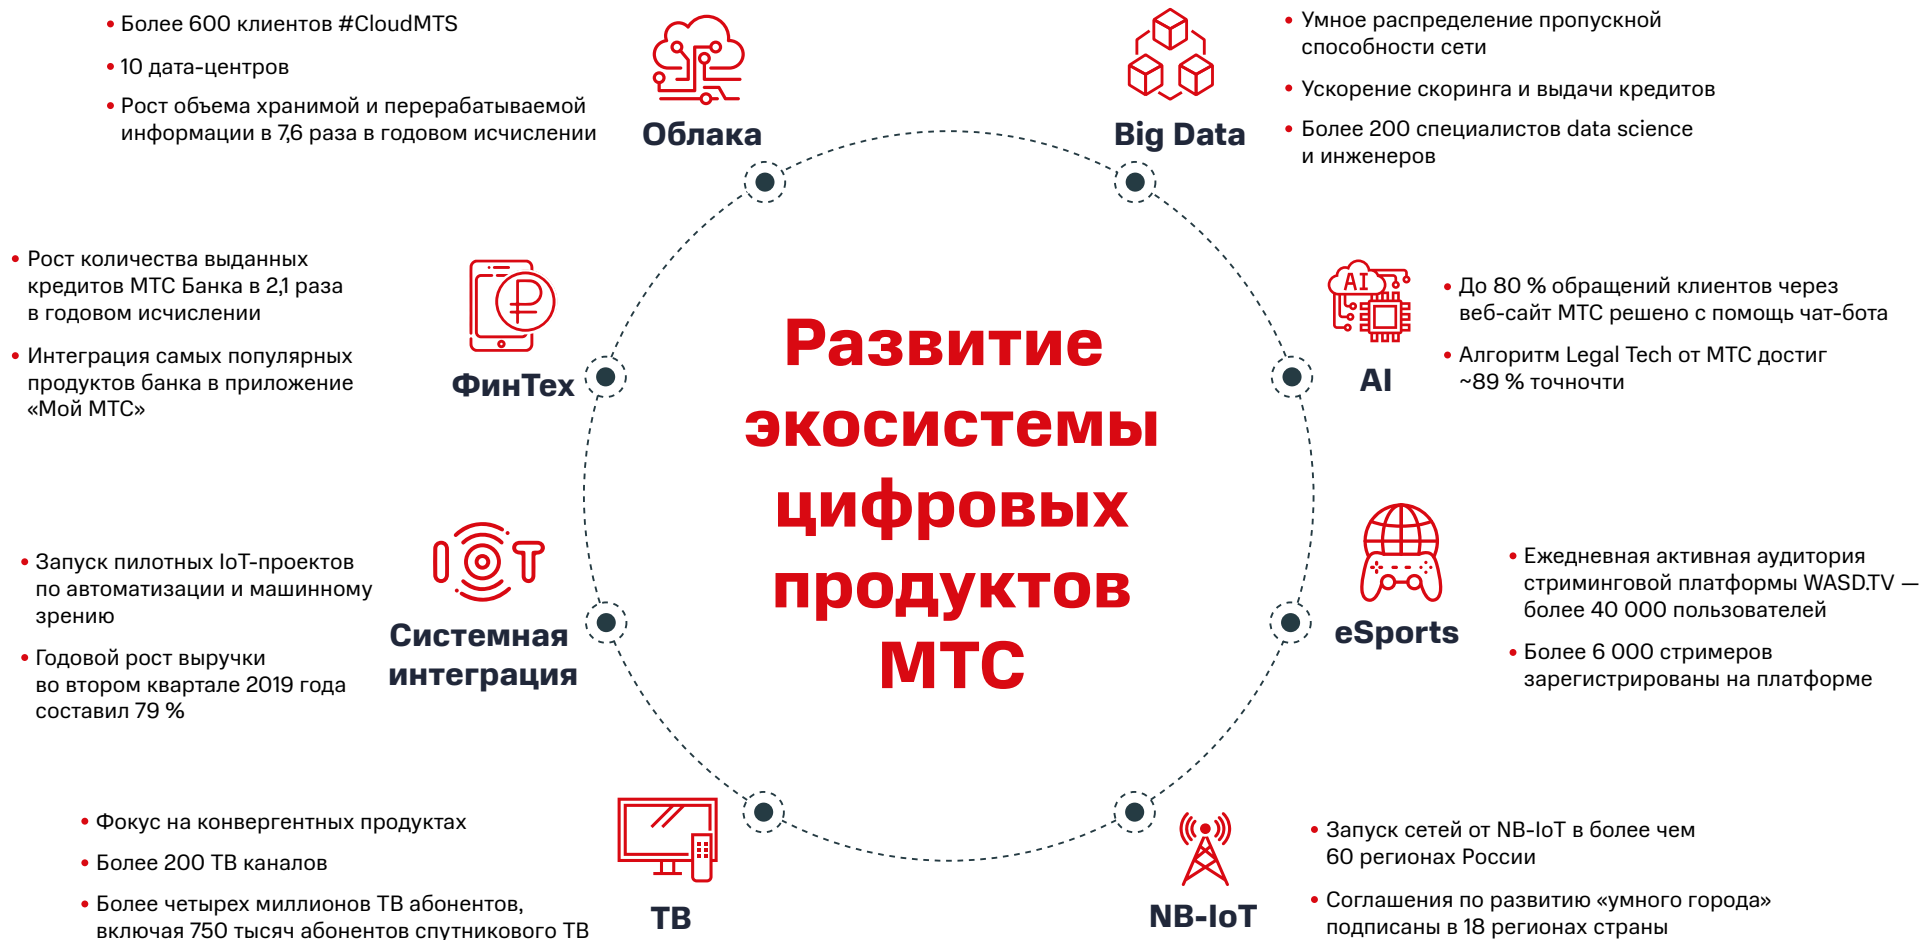 • Более 600 клиентов #CloudMTS
• 10 дата-центров
• Рост объема хранимой и перерабатываемой
информации в 7,6 раза в годовом исчислении
Облака
Big Data
• Умное распределение пропускной
способности сети
• Ускорение скоринга и выдачи кредитов
• Более 200 специалистов data science
и инженеров
• Рост количества выданных
кредитов МТС Банка в 2,1 раза
в годовом исчислении
• Интеграция самых популярных
продуктов банка в приложение
«Мой МТС»
ФинТех
AI
AI
• До 80 % обращений клиентов через
веб-сайт МТС решено с помощь чат-бота
• Алгоритм Legal Tech от МТС достиг
~89 % точночти
Развитие
экосистемы
цифровых
продуктов
МТС
• Запуск пилотных IoT-проектов
по автоматизации и машинному
зрению
• Годовой рост выручки
во втором квартале 2019 года
составил 79 %
IOT
Системная
интеграция
eSports
• Ежедневная активная аудитория
стриминговой платформы WASD.TV —
более 40 000 пользователей
• Более 6 000 стримеров
зарегистрированы на платформе
• Фокус на конвергентных продуктах
• Более 200 ТВ каналов
• Более четырех миллионов ТВ абонентов,
включая 750 тысяч абонентов спутникового ТВ
ТВ
NB-IoT
• Запуск сетей от NB-IoT в более чем
60 регионах России
• Соглашения по развитию «умного города»
подписаны в 18 регионах страны